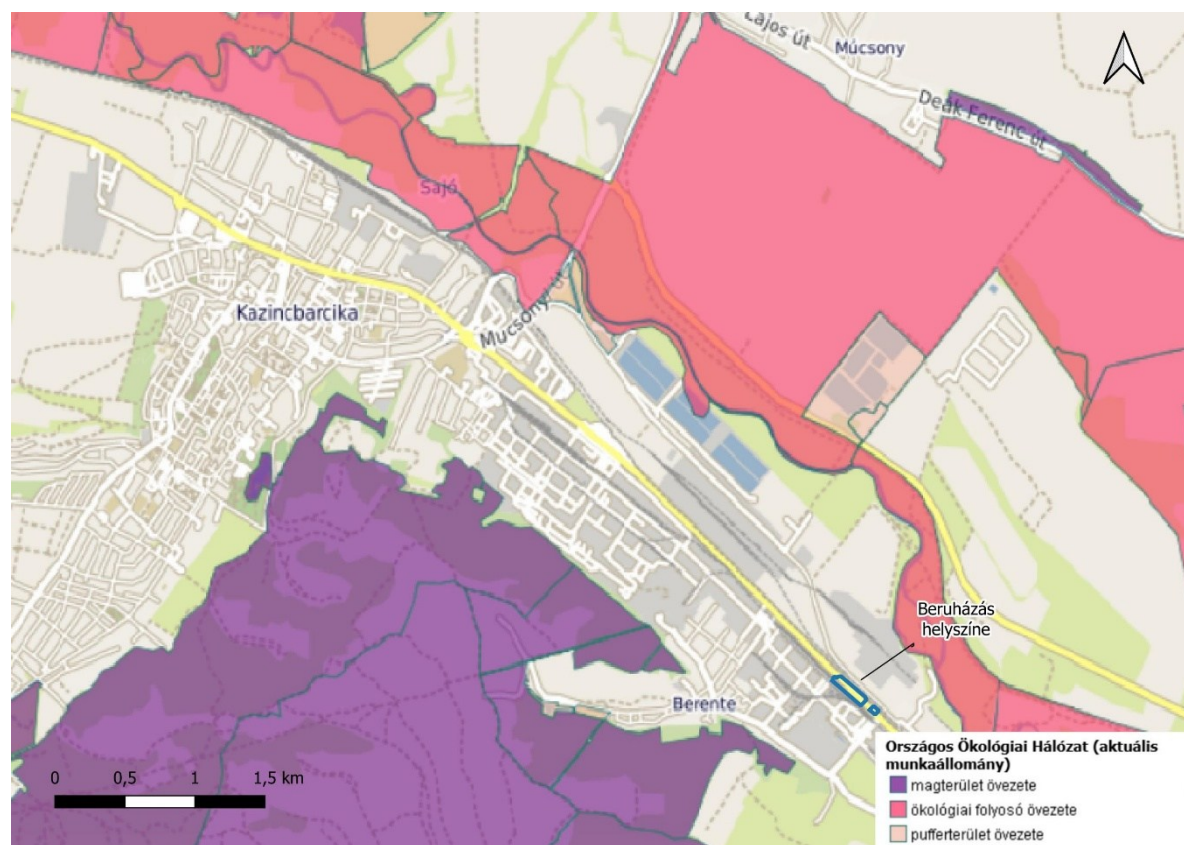 Lajos út
Múcsony
Deák Ferenc út
Sajó
Kazincbarcika
Mucsony út
Beruházás
helyszíne
Berente
0 0,5 1 1,5 km
Országos Ökológiai Hálózat (aktuális
munkaállomány)
magterület övezete
ökológiai folyosó övezete
pufferterület övezete